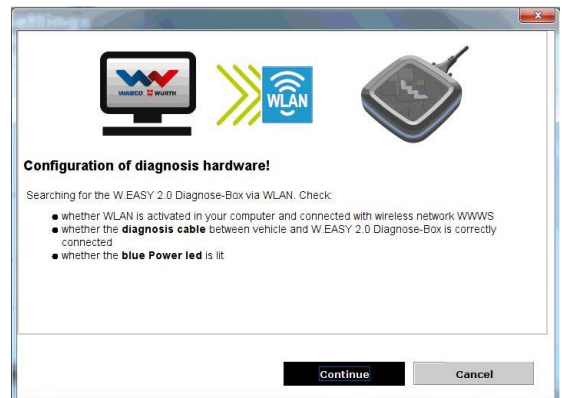 WABCO WURTH
WLAN
Configuration of diagnosis hardware!
Searching for the W.EASY 2.0 Diagnose-Box via WLAN. Check:
whether WLAN is activated in your computer and connected with wireless network WWWS
whether the diagnosis cable between vehicle and W.EASY 2.0 Diagnose-Box is correctly
connected
whether the blue Power led is lit
Continue
Cancel